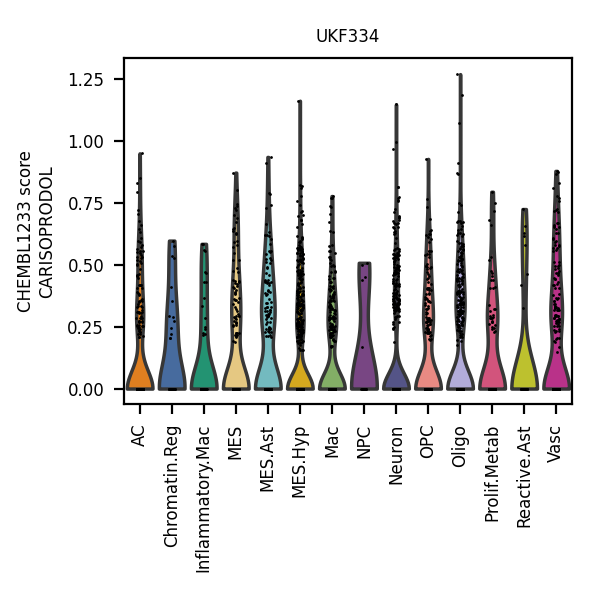 UKF334
CHEMBL1233 score
CARISOPRODOL
1.25
1.00
0.75
0.50
0.25
0.00
AC
Chromatin.Reg
Inflammatory.Mac
MES
MES.Ast
MES.Hyp
Mac
NPC
Neuron
OPC
Oligo
Prolif.Metab
Reactive.Ast
Vasc